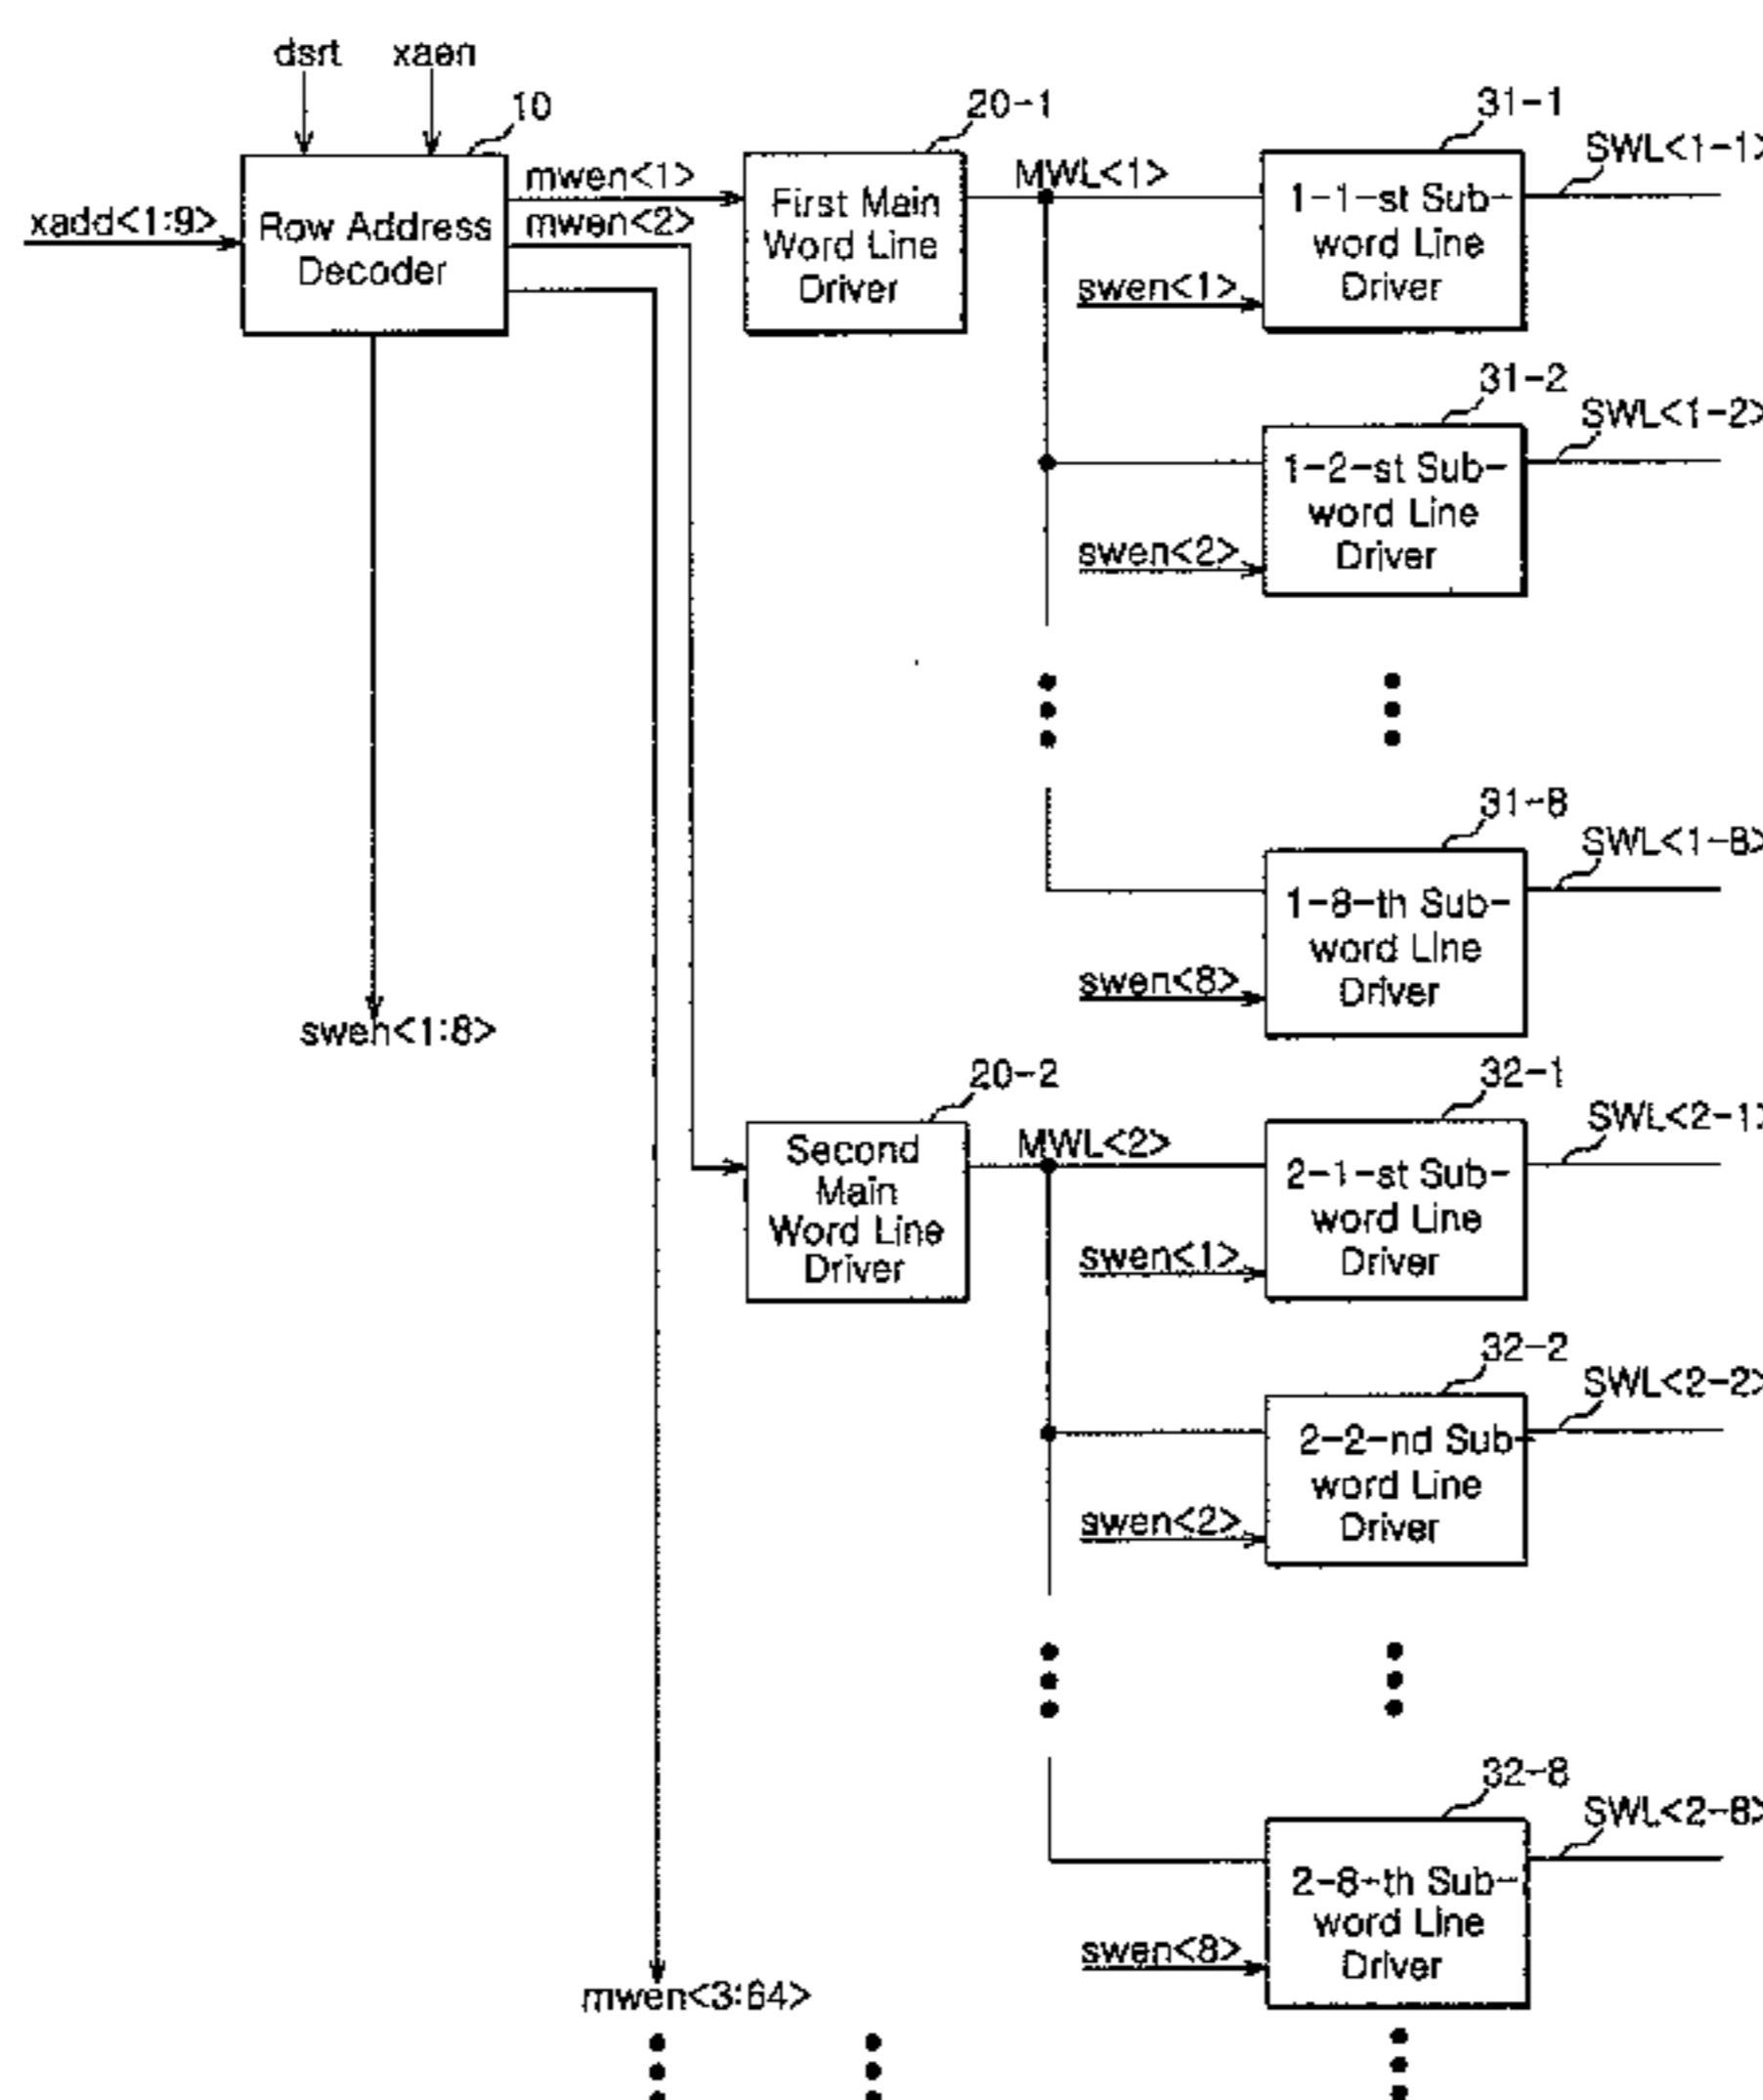 dsrt
xaen
10
xadd<1:9>
Row Address
Decoder
mwen<1>
mwen<2>
20-1
First Main
Word Line
Driver
MWL<1>
31-1
1-1-st Sub-
word Line
Driver
swen<1>
SWL<1-1>
31-2
1-2-st Sub-
word Line
Driver
swen<2>
SWL<1-2>
31-8
1-8-th Sub-
word Line
Driver
swen<8>
SWL<1-8>
swen<1:8>
20-2
Second
Main
Word Line
Driver
MWL<2>
32-1
2-1-st Sub-
word Line
Driver
swen<1>
SWL<2-1>
32-2
2-2-nd Sub-
word Line
Driver
swen<2>
SWL<2-2>
32-8
2-8-th Sub-
word Line
Driver
swen<8>
SWL<2-8>
mwen<3:64>